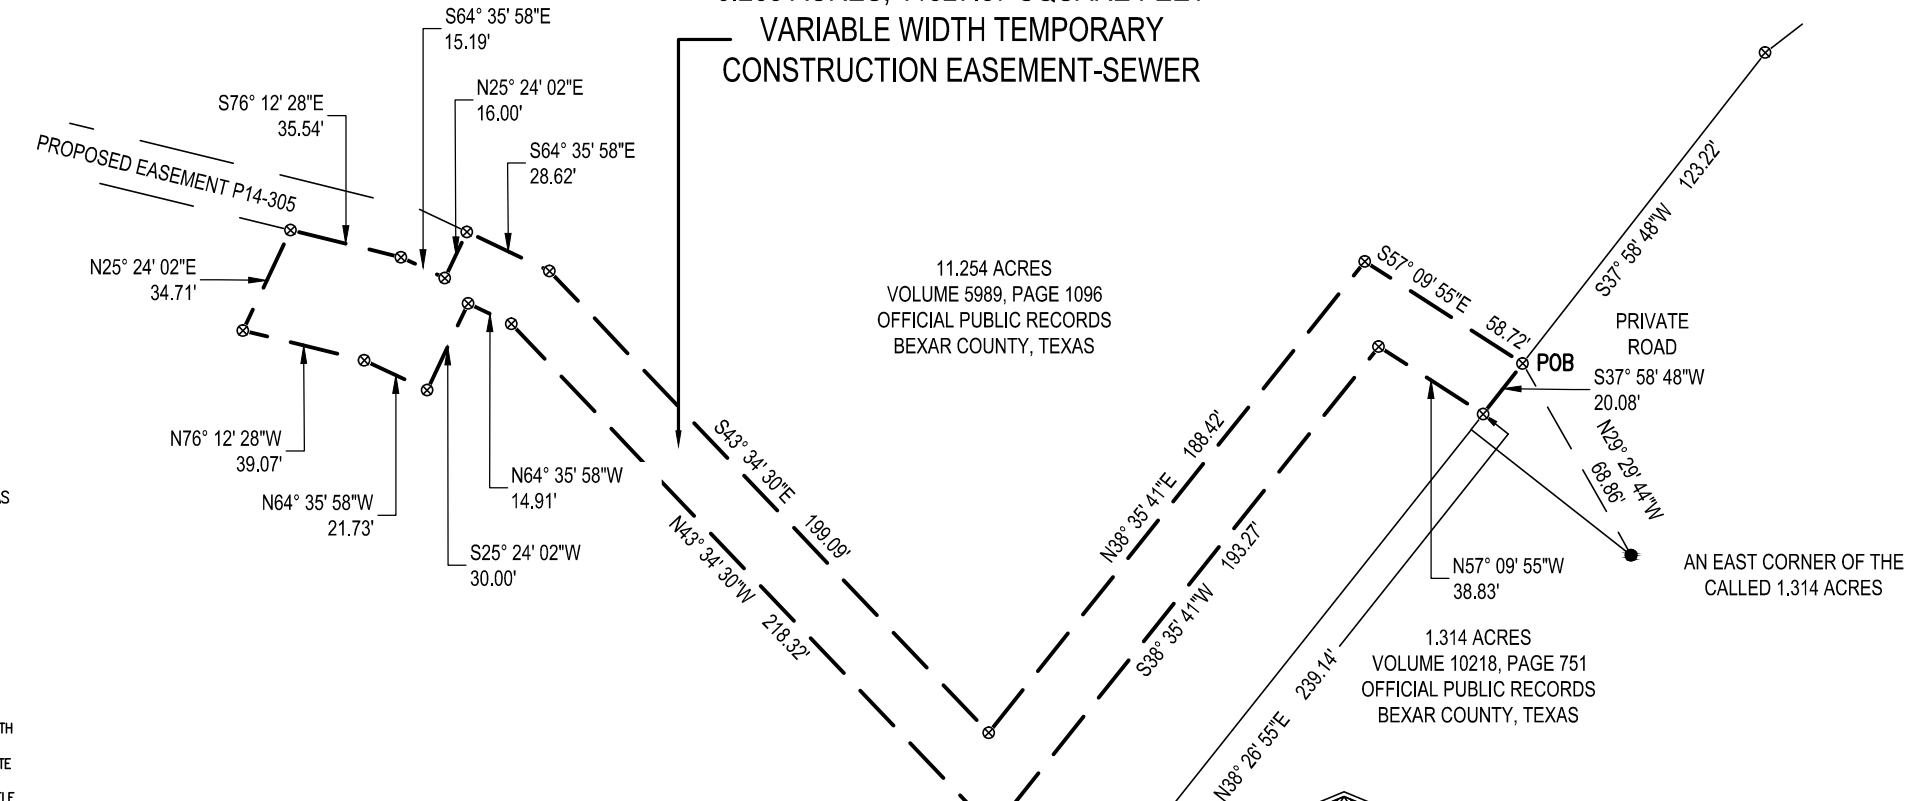 S64° 35' 58"E
15.19'
VARIABLE WIDTH TEMPORARY
CONSTRUCTION EASEMENT-SEWER
S76° 12' 28"E
35.54'
N25° 24' 02"E
16.00'
S64° 35' 58"E
28.62'
PROPOSED EASEMENT P14-305
N25° 24' 02"E
34.71'
11.254 ACRES
VOLUME 5989, PAGE 1096
OFFICIAL PUBLIC RECORDS
BEXAR COUNTY, TEXAS
S57° 09' 55"E 58.72'
S37° 58' 48"W 123.22'
PRIVATE
ROAD
POB
S37° 58' 48"W
20.08'
N29° 29' 44"W
68.86'
N76° 12' 28"W
39.07'
N64° 35' 58"W
21.73'
N64° 35' 58"W
14.91'
S25° 24' 02"W
30.00'
S43° 34' 30"E 199.09'
N43° 34' 30"W 218.32'
N38° 35' 41"E 188.42'
S38° 35' 41"W 193.27'
N57° 09' 55"W
38.83'
AN EAST CORNER OF THE
CALLED 1.314 ACRES
1.314 ACRES
VOLUME 10218, PAGE 751
OFFICIAL PUBLIC RECORDS
BEXAR COUNTY, TEXAS
N38° 26' 55"E 239.14'
AS
TH
TE